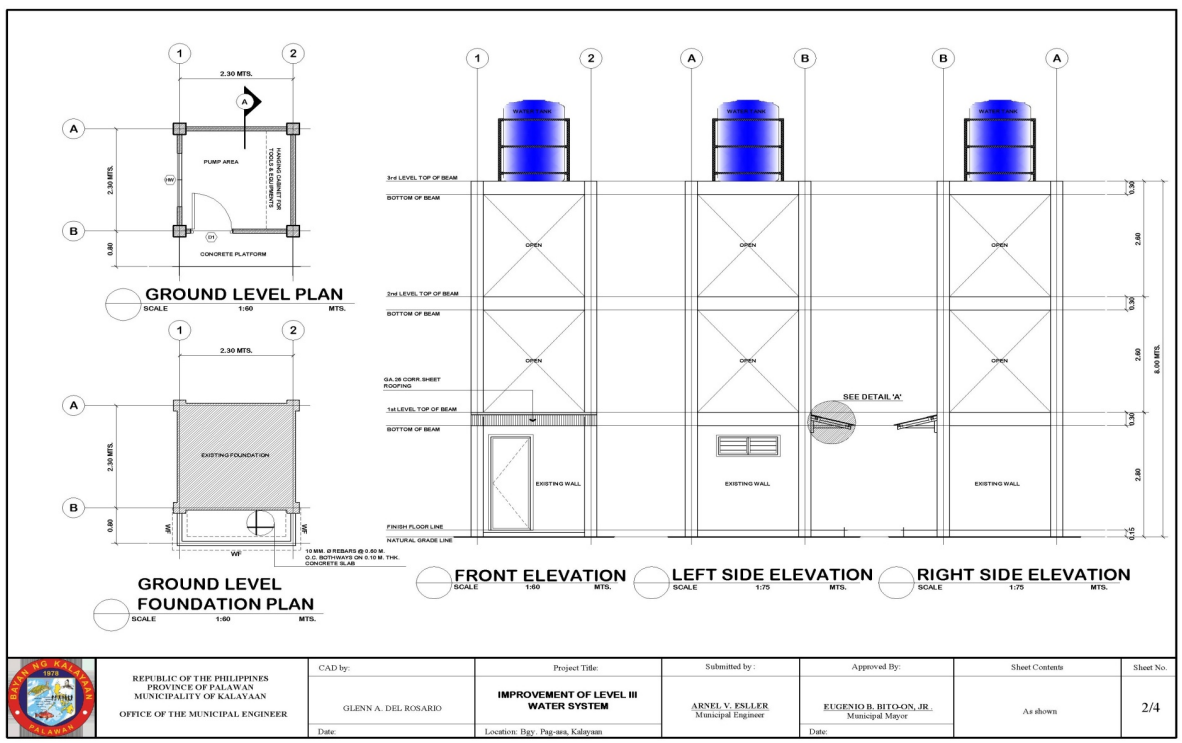 1
2
2.30 MTS.
A
A
2.30 MTS.
PUMP AREA
HANGING CABINET FOR
TOOLS & EQUIPMENTS
HW
B
D1
0.80
CONCRETE PLATFORM
GROUND LEVEL PLAN
SCALE 1:60 MTS.
1
2
2.30 MTS.
A
2.30 MTS.
EXISTING FOUNDATION
B
0.80
WF
WF
WF
10 MM. Ø REBARS @ 0.60 M.
O.C. BOTHWAYS ON 0.10 M. THK.
CONCRETE SLAB
GROUND LEVEL
FOUNDATION PLAN
SCALE 1:60 MTS.
1
2
A
B
B
A
WATER TANK
WATER TANK
WATER TANK
3rd LEVEL TOP OF BEAM
BOTTOM OF BEAM
OPEN
OPEN
OPEN
2nd LEVEL TOP OF BEAM
BOTTOM OF BEAM
OPEN
OPEN
OPEN
GA.26 CORR.SHEET
ROOFING
SEE DETAIL 'A'
1st LEVEL TOP OF BEAM
BOTTOM OF BEAM
EXISTING WALL
EXISTING WALL
EXISTING WALL
FINISH FLOOR LINE
NATURAL GRADE LINE
0.30
2.60
0.30
2.60
0.30
2.80
0.15
8.00 MTS.
FRONT ELEVATION
SCALE 1:60 MTS.
LEFT SIDE ELEVATION
SCALE 1:75 MTS.
RIGHT SIDE ELEVATION
SCALE 1:75 MTS.
BAYAN NG KALAYAAN
1978
PALAWAN
REPUBLIC OF THE PHILIPPINES
PROVINCE OF PALAWAN
MUNICIPALITY OF KALAYAAN
OFFICE OF THE MUNICIPAL ENGINEER
CAD by:
GLENN A. DEL ROSARIO
Date:
Project Title:
IMPROVEMENT OF LEVEL III
WATER SYSTEM
Location: Bgy. Pag-asa, Kalayaan
Submitted by :
ARNEL V. ESLLER
Municipal Engineer
Approved By:
EUGENIO B. BITO-ON, JR .
Municipal Mayor
Date:
Sheet Contents
As shown
Sheet No.
2/4